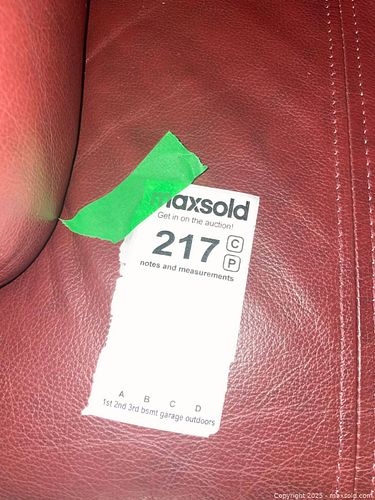 maxsold
Get in on the auction!
217 C
P
notes and measurements
A B C D
1st 2nd 3rd bsmt garage outdoors
Copyright 2025 - maxsold.com